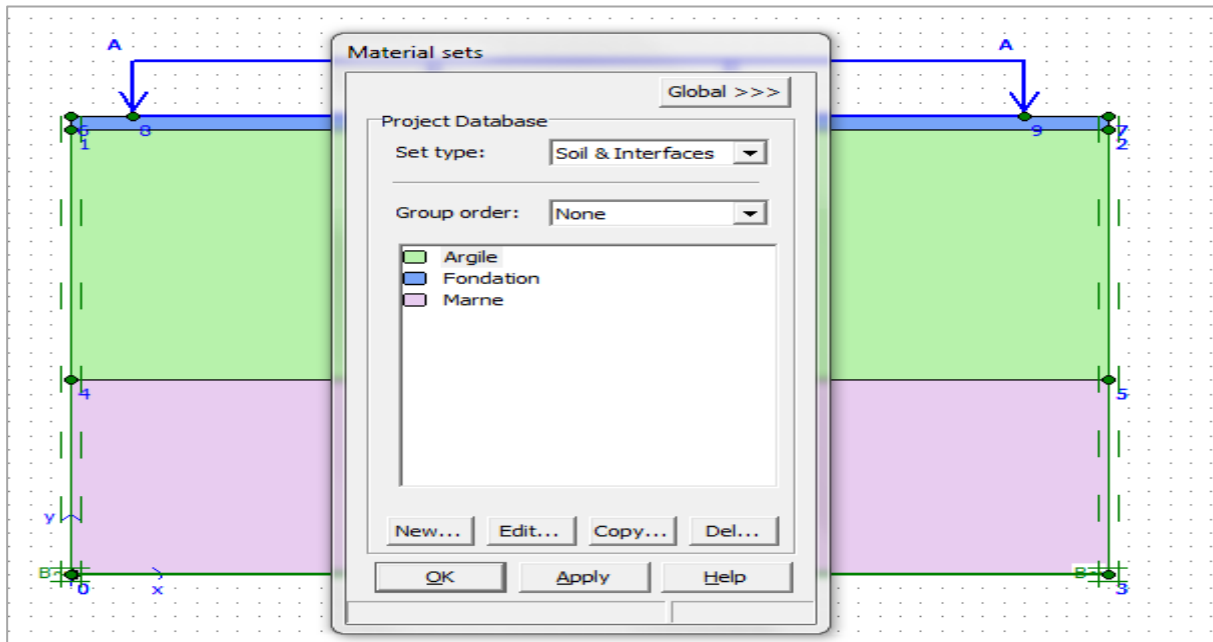 A
A
Material sets
Global >>>
Project Database
Set type: Soil & Interfaces
Group order: None
Argile
Fondation
Marne
New... Edit... Copy... Del...
OK Apply Help
6 8 9 7
1 2
4 5
y
x
0 3